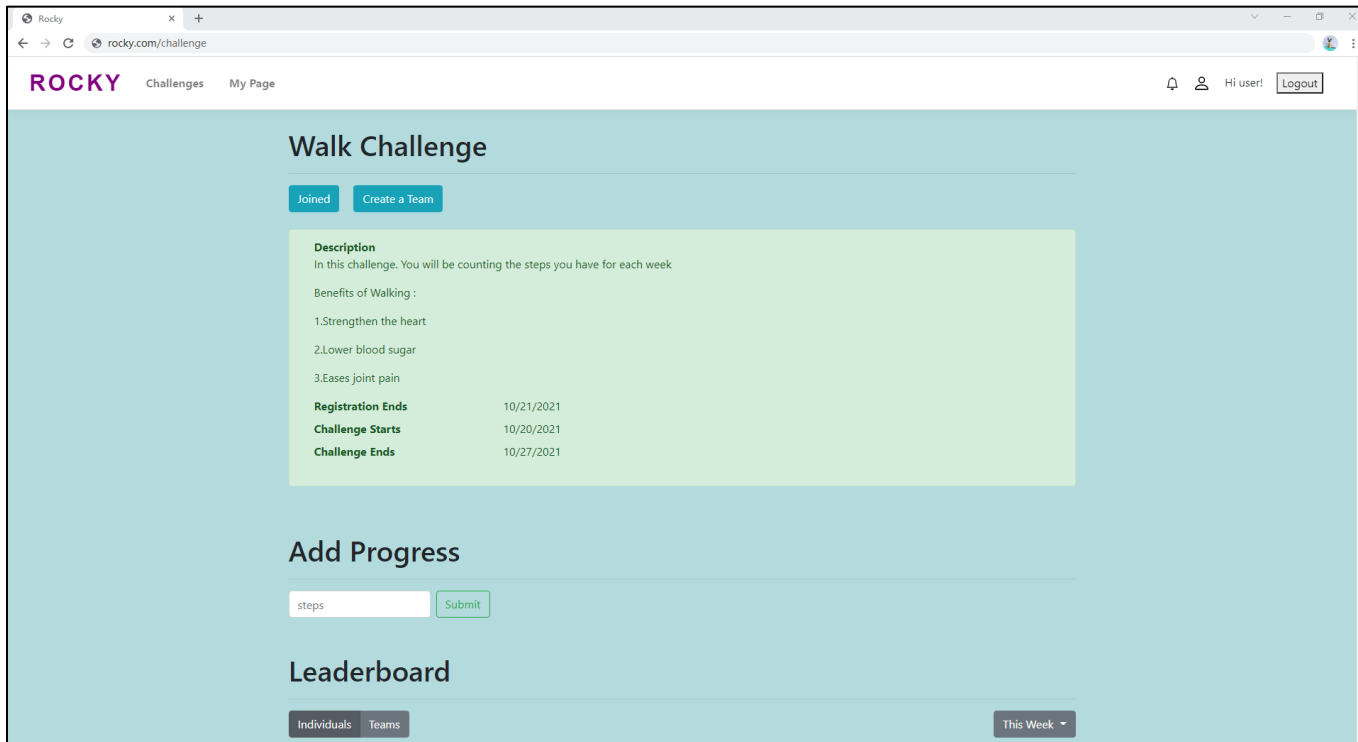 Rocky
rocky.com/challenge
ROCKY Challenges My Page Hi user! Logout
Walk Challenge
Joined Create a Team
Description
In this challenge. You will be counting the steps you have for each week
Benefits of Walking :
1.Strengthen the heart
2.Lower blood sugar
3.Eases joint pain
Registration Ends 10/21/2021
Challenge Starts 10/20/2021
Challenge Ends 10/27/2021
Add Progress
steps Submit
Leaderboard
Individuals Teams This Week